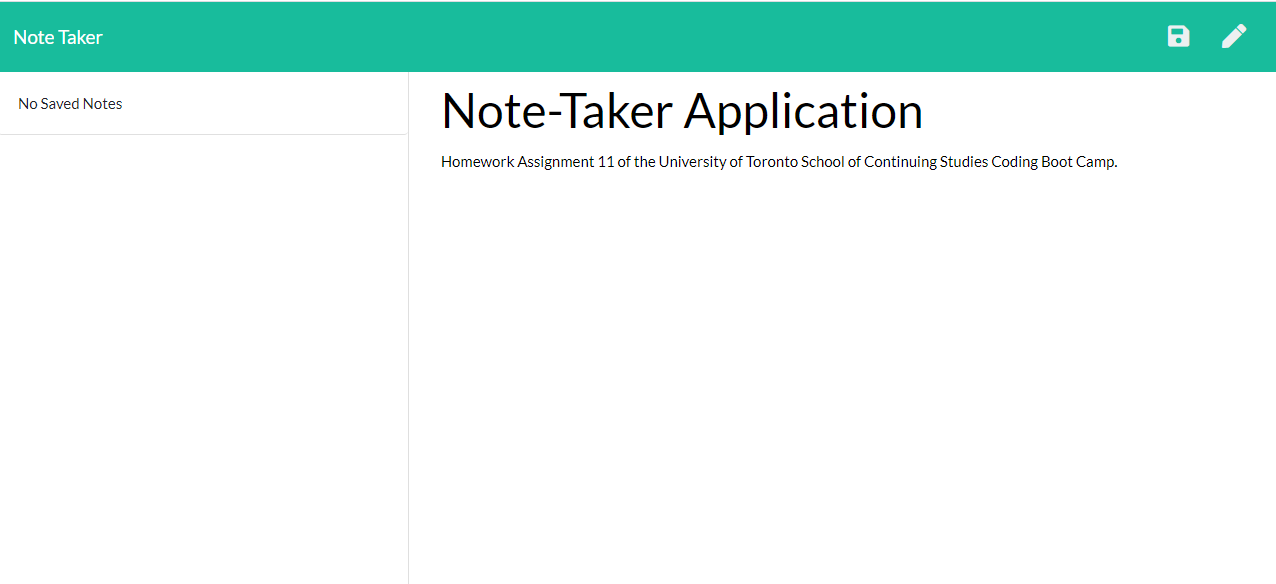 Note Taker
No Saved Notes
Note-Taker Application
Homework Assignment 11 of the University of Toronto School of Continuing Studies Coding Boot Camp.